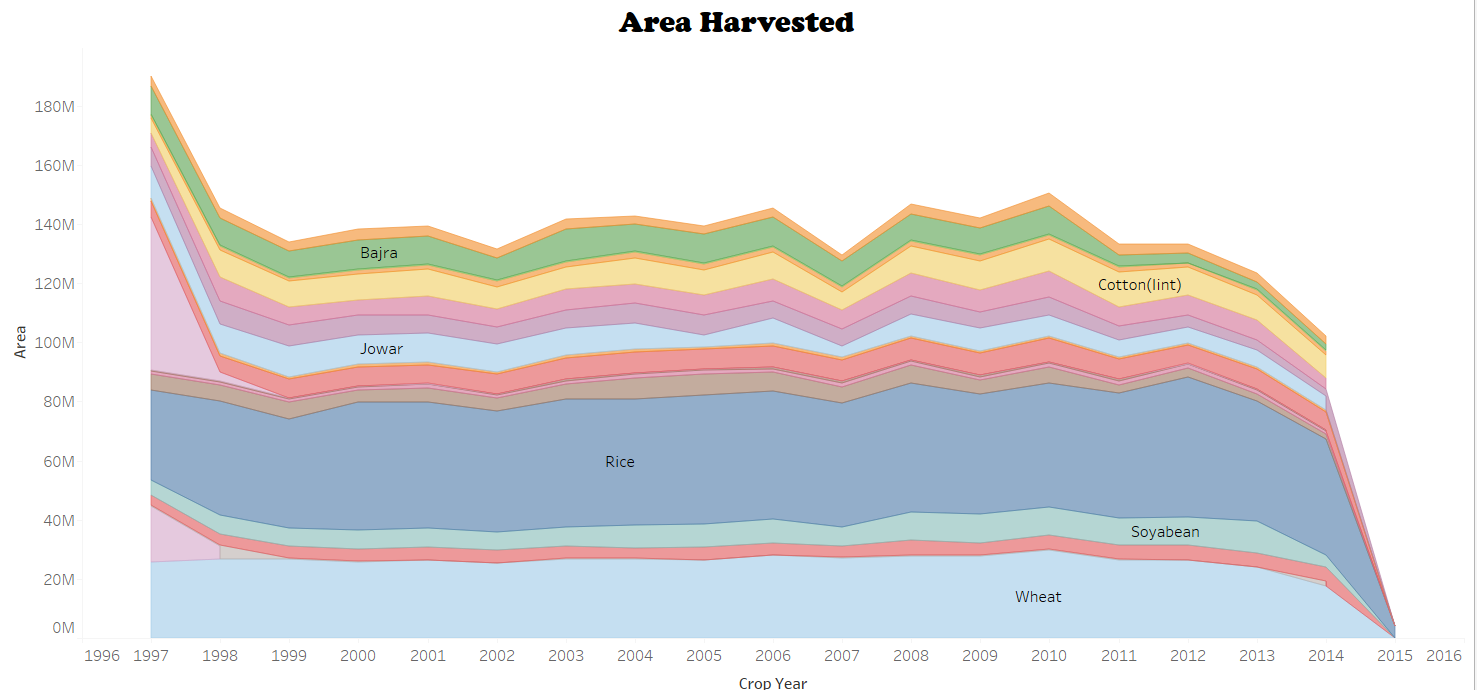 Area Harvested
180M
160M
140M
120M
100M
80M
60M
40M
20M
0M
Area
Bajra
Cotton(lint)
Jowar
Rice
Soyabean
Wheat
1996 1997 1998 1999 2000 2001 2002 2003 2004 2005 2006 2007 2008 2009 2010 2011 2012 2013 2014 2015 2016
Crop Year